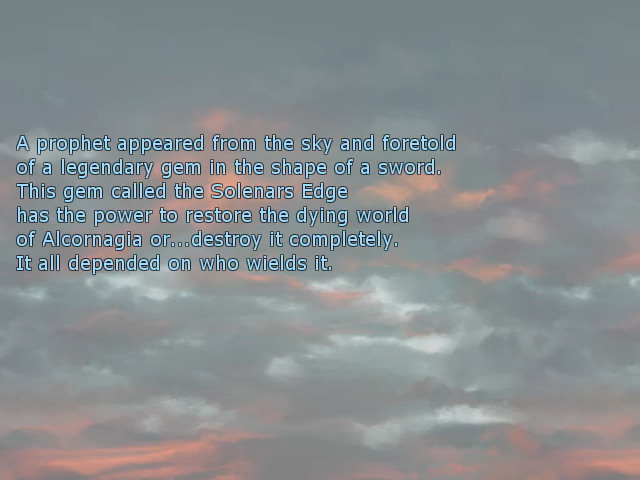 A prophet appeared from the sky and foretold
of a legendary gem in the shape of a sword.
This gem called the Solenars Edge
has the power to restore the dying world
of Alcornagia or...destroy it completely.
It all depended on who wields it.